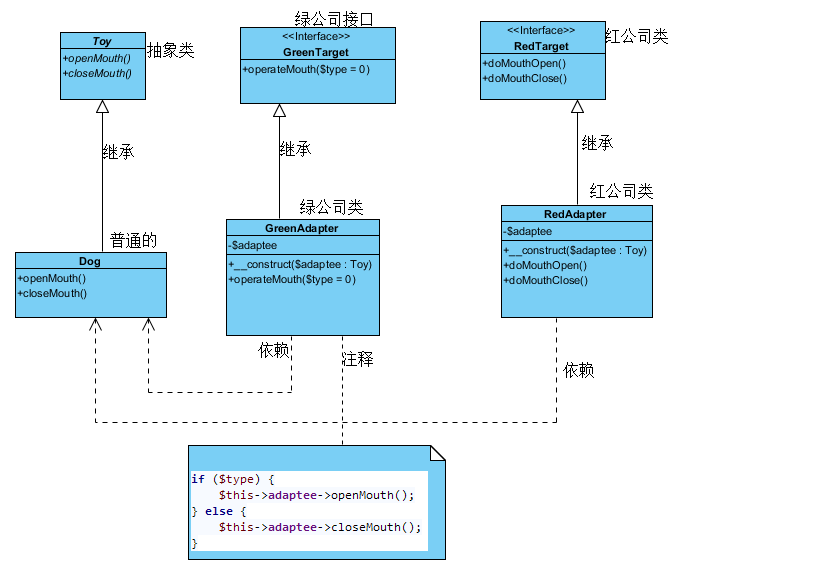 Toy
+openMouth()
+closeMouth()
抽象类
绿公司接口
<<Interface>>
GreenTarget
+operateMouth($type = 0)
<<Interface>>
RedTarget
+doMouthOpen()
+doMouthClose()
红公司类
继承
继承
继承
普通的
Dog
+openMouth()
+closeMouth()
绿公司类
GreenAdapter
-$adaptee
+__construct($adaptee : Toy)
+operateMouth($type = 0)
红公司类
RedAdapter
-$adaptee
+__construct($adaptee : Toy)
+doMouthOpen()
+doMouthClose()
依赖
注释
依赖
if ($type) {
    $this->adaptee->openMouth();
} else {
    $this->adaptee->closeMouth();
}